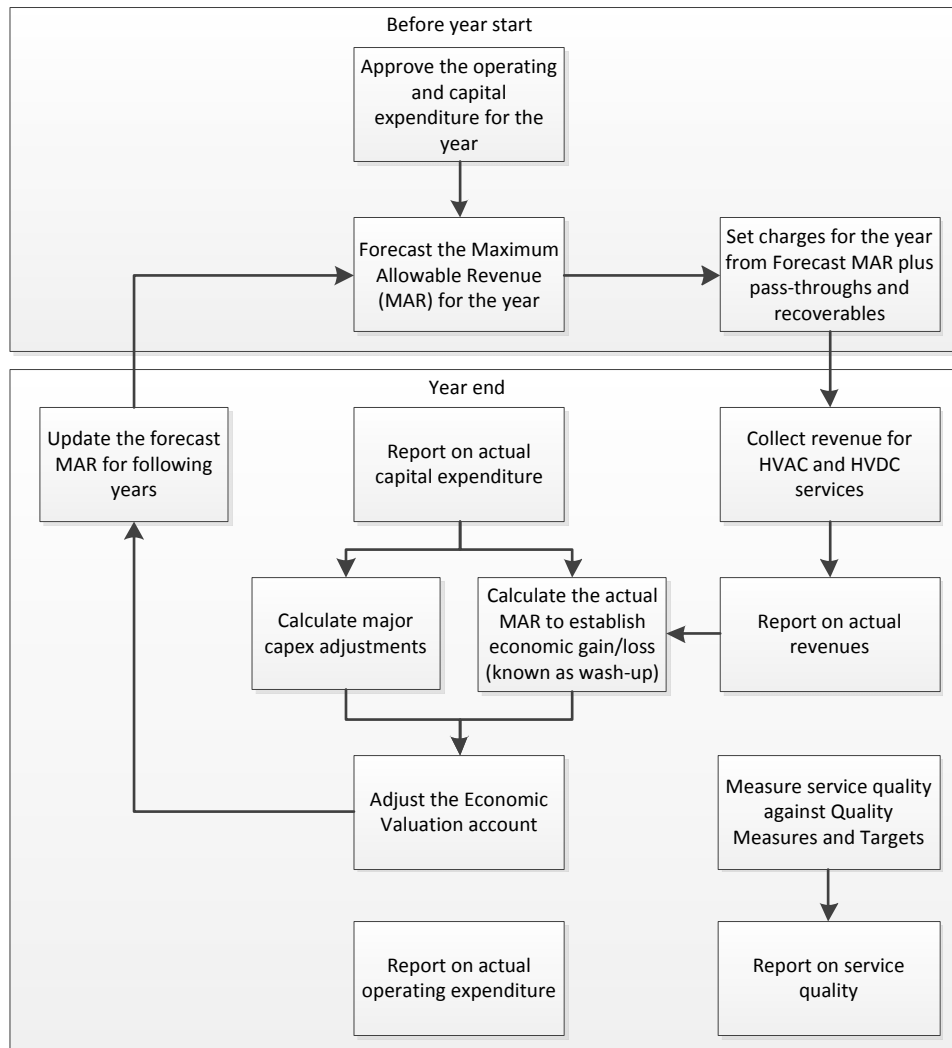 Before year start
Approve the operating
and capital
expenditure for the
year
Forecast the Maximum
Allowable Revenue
(MAR) for the year
Set charges for the year
from Forecast MAR plus
pass-throughs and
recoverables
Year end
Update the forecast
MAR for following
years
Report on actual
capital expenditure
Collect revenue for
HVAC and HVDC
services
Calculate major
capex adjustments
Calculate the actual
MAR to establish
economic gain/loss
(known as wash-up)
Report on actual
revenues
Adjust the Economic
Valuation account
Measure service quality
against Quality
Measures and Targets
Report on actual
operating expenditure
Report on service
quality